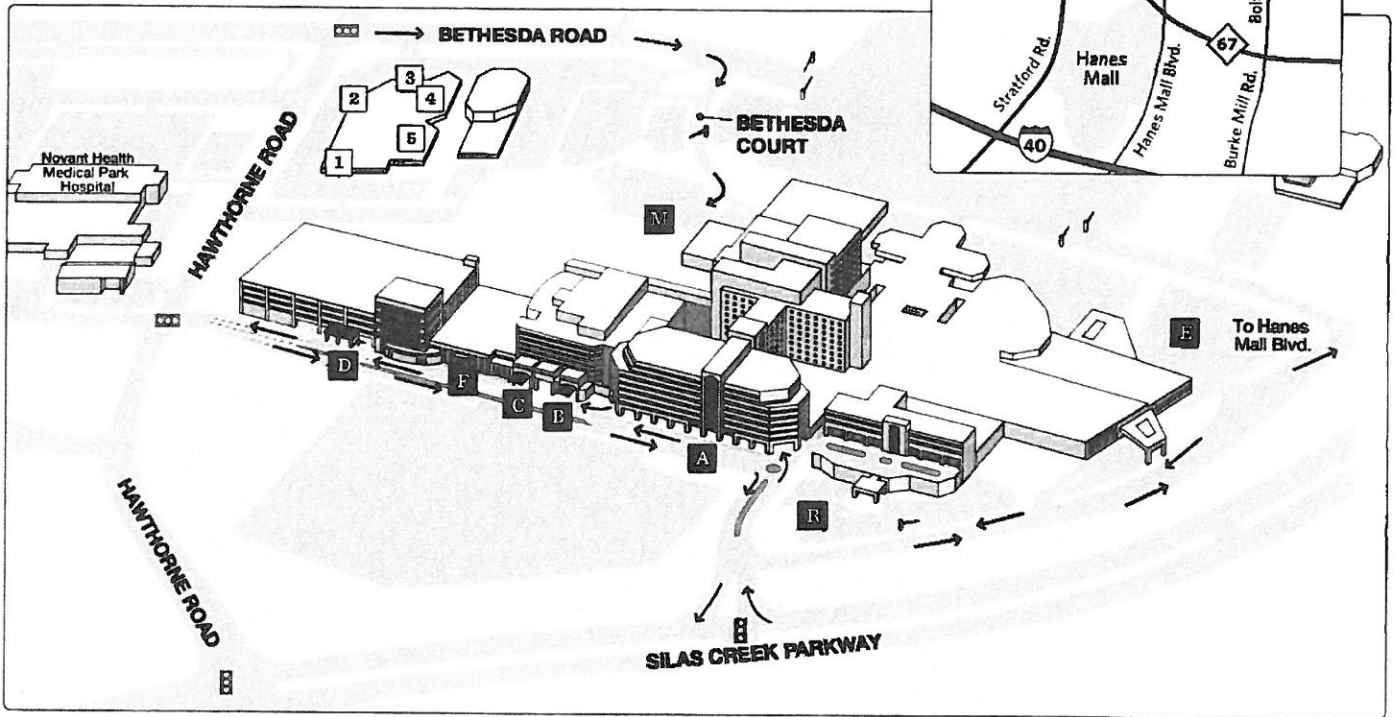 BETHESDA ROAD
3
2
4
5
1
HAWTHORNE ROAD
BETHESDA
COURT
Novant Health
Medical Park
Hospital
Stratford Rd.
Hanes
Mall
Hanes Mall Blvd.
67
Burke Mill Rd.
40
M
E
To Hanes
Mall Blvd.
D
F
C
B
A
R
HAWTHORNE ROAD
SILAS CREEK PARKWAY